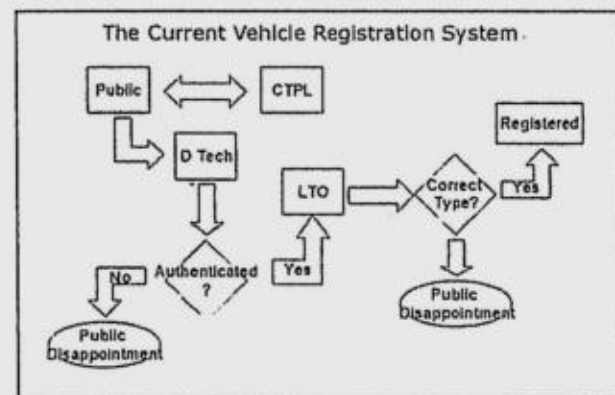 The Current Vehicle Registration System
Public
CTPL
Registered
D Tech
LTO
Correct
Type?
Yes
No
Authenticated
?
Yes
Public
Disappointment
Public
Disappointment